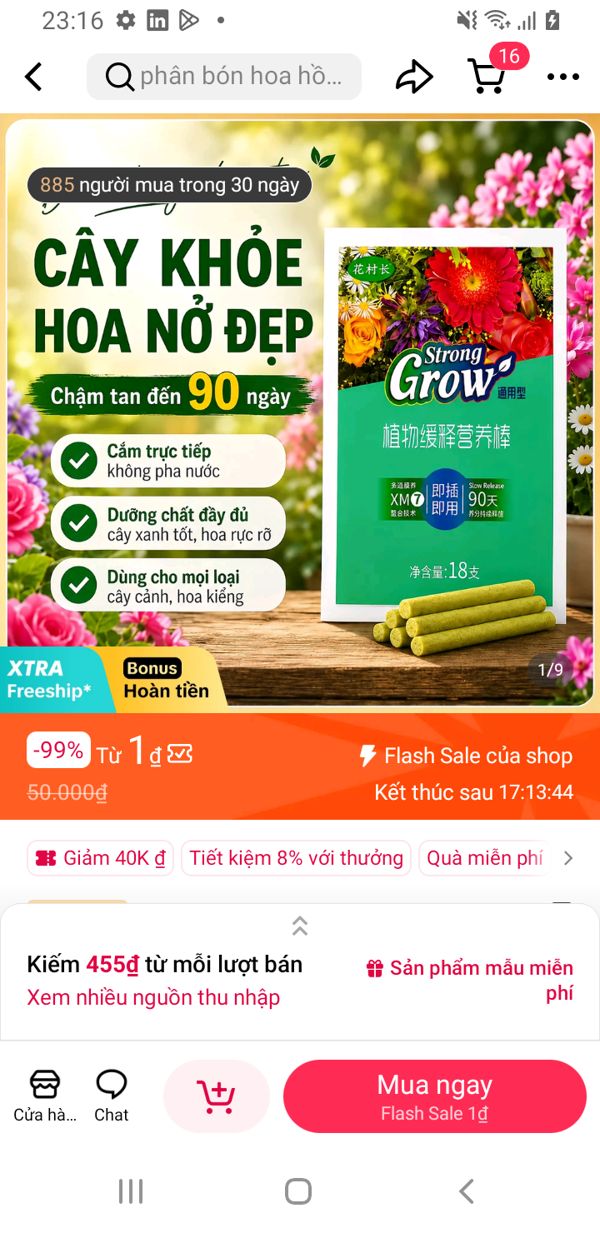 23:16
phân bón hoa hồ...
16
885 người mua trong 30 ngày
CÂY KHỎE
HOA NỞ ĐẸP
Chậm tan đến 90 ngày
Cắm trực tiếp
không pha nước
Dưỡng chất đầy đủ
cây xanh tốt, hoa rực rỡ
Dùng cho mọi loại
cây cảnh, hoa kiểng
花村长
Strong
Grow
通用型
植物缓释营养棒
XM7
螯合技术
即插
即用
Slow Release
90天
净含量:18支
XTRA
Freeship*
Bonus
Hoàn tiền
1/9
-99% Từ 1đ
50.000₫
Flash Sale của shop
Kết thúc sau 17:13:44
Giảm 40K ₫
Tiết kiệm 8% với thưởng
Quà miễn phí
Kiếm 455₫ từ mỗi lượt bán
Xem nhiều nguồn thu nhập
Sản phẩm mẫu miễn
phí
Cửa hà...
Chat
Mua ngay
Flash Sale 1₫